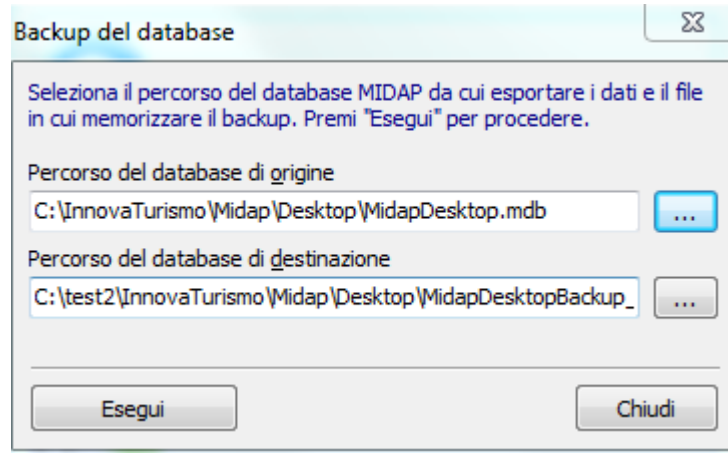 Backup del database
Seleziona il percorso del database MIDAP da cui esportare i dati e il file
in cui memorizzare il backup. Premi "Esegui" per procedere.
Percorso del database di origine
C:\InnovaTurismo\Midap\Desktop\MidapDesktop.mdb
...
Percorso del database di destinazione
C:\test2\InnovaTurismo\Midap\Desktop\MidapDesktopBackup_
...
Esegui
Chiudi